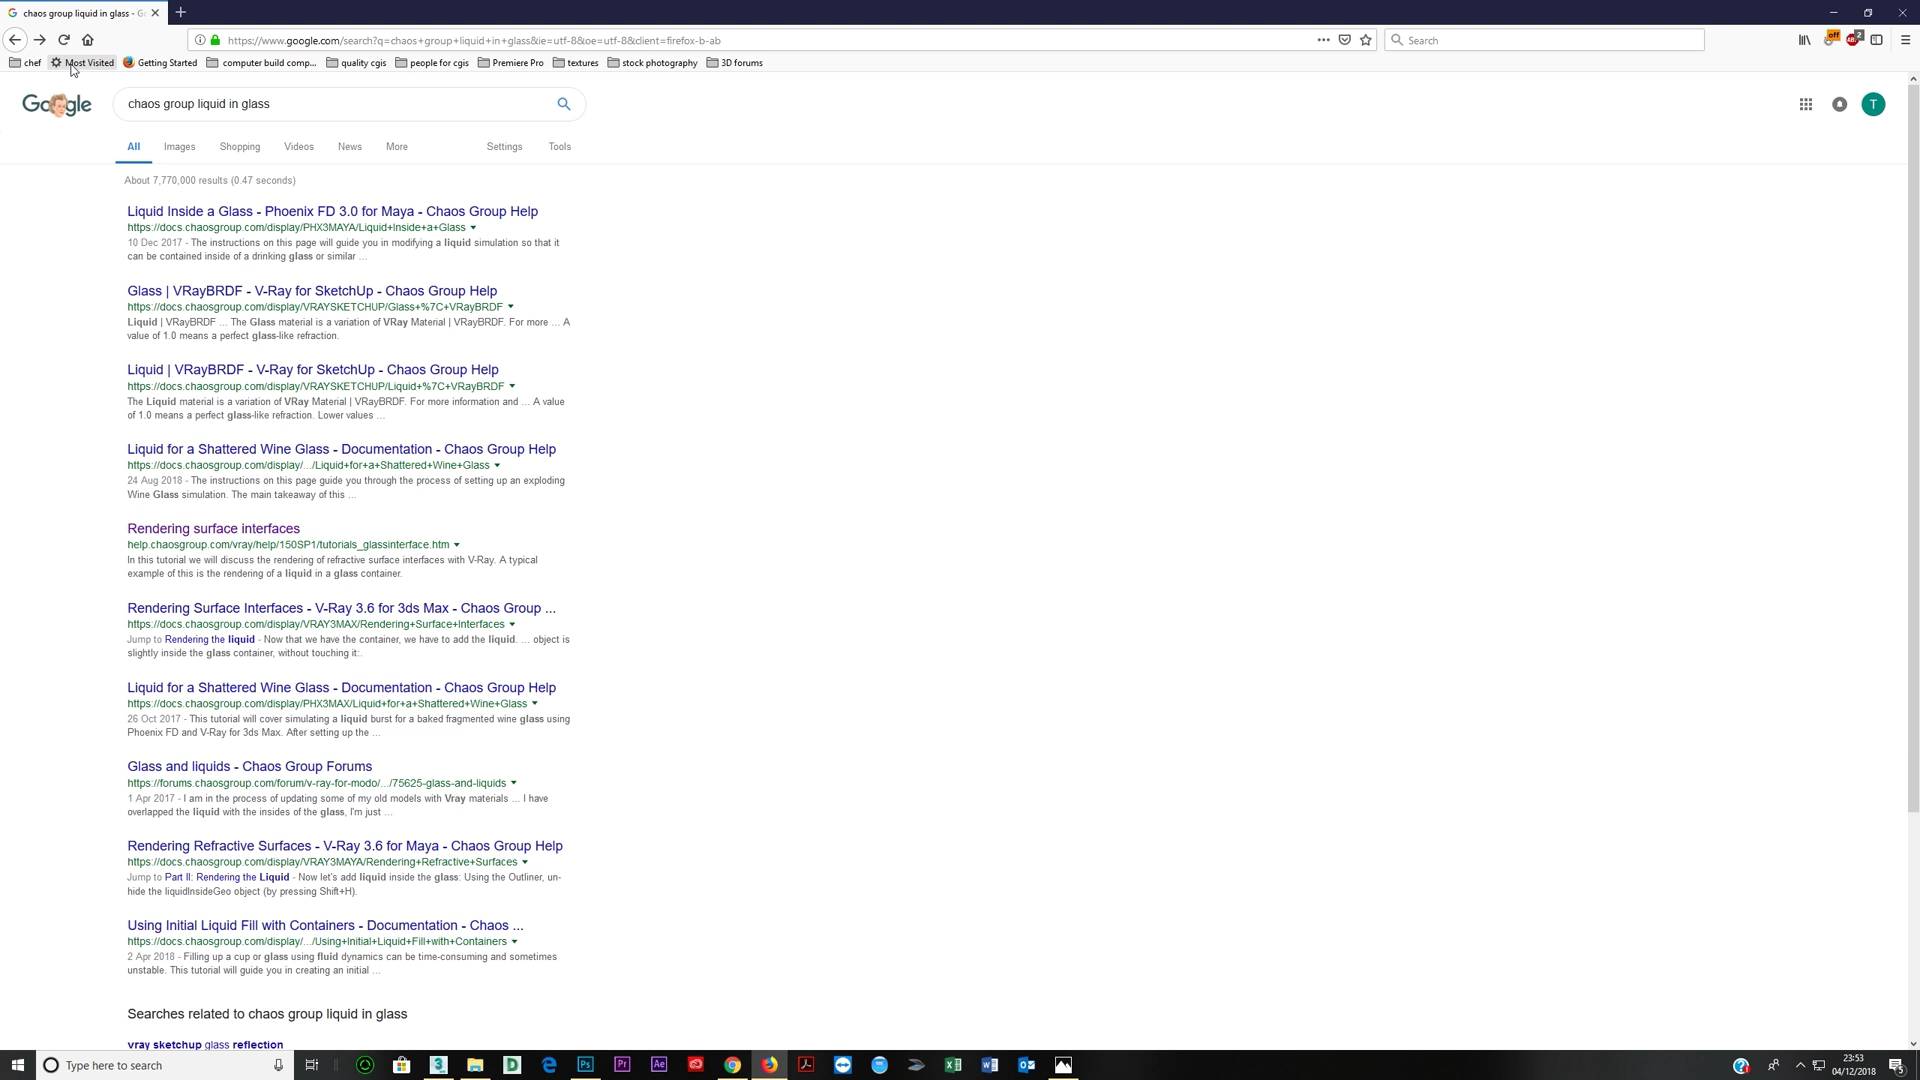 chaos group liquid in glass - Go
https://www.google.com/search?q=chaos+group+liquid+in+glass&ie=utf-8&oe=utf-8&client=firefox-b-ab
Search
off
2
chef
Most Visited
Getting Started
computer build comp...
quality cgis
people for cgis
Premiere Pro
textures
stock photography
3D forums
Google
chaos group liquid in glass
T
All
Images
Shopping
Videos
News
More
Settings
Tools
About 7,770,000 results (0.47 seconds)
Liquid Inside a Glass - Phoenix FD 3.0 for Maya - Chaos Group Help
https://docs.chaosgroup.com/display/PHX3MAYA/Liquid+Inside+a+Glass
10 Dec 2017 - The instructions on this page will guide you in modifying a liquid simulation so that it
can be contained inside of a drinking glass or similar ...
Glass | VRayBRDF - V-Ray for SketchUp - Chaos Group Help
https://docs.chaosgroup.com/display/VRAYSKETCHUP/Glass+%7C+VRayBRDF
Liquid | VRayBRDF ... The Glass material is a variation of VRay Material | VRayBRDF. For more ... A
value of 1.0 means a perfect glass-like refraction.
Liquid | VRayBRDF - V-Ray for SketchUp - Chaos Group Help
https://docs.chaosgroup.com/display/VRAYSKETCHUP/Liquid+%7C+VRayBRDF
The Liquid material is a variation of VRay Material | VRayBRDF. For more information and ... A value
of 1.0 means a perfect glass-like refraction. Lower values ...
Liquid for a Shattered Wine Glass - Documentation - Chaos Group Help
https://docs.chaosgroup.com/display/.../Liquid+for+a+Shattered+Wine+Glass
24 Aug 2018 - The instructions on this page guide you through the process of setting up an exploding
Wine Glass simulation. The main takeaway of this ...
Rendering surface interfaces
help.chaosgroup.com/vray/help/150SP1/tutorials_glassinterface.htm
In this tutorial we will discuss the rendering of refractive surface interfaces with V-Ray. A typical
example of this is the rendering of a liquid in a glass container.
Rendering Surface Interfaces - V-Ray 3.6 for 3ds Max - Chaos Group ...
https://docs.chaosgroup.com/display/VRAY3MAX/Rendering+Surface+Interfaces
Jump to Rendering the liquid - Now that we have the container, we have to add the liquid. ... object is
slightly inside the glass container, without touching it:.
Liquid for a Shattered Wine Glass - Documentation - Chaos Group Help
https://docs.chaosgroup.com/display/PHX3MAX/Liquid+for+a+Shattered+Wine+Glass
26 Oct 2017 - This tutorial will cover simulating a liquid burst for a baked fragmented wine glass using
Phoenix FD and V-Ray for 3ds Max. After setting up the ...
Glass and liquids - Chaos Group Forums
https://forums.chaosgroup.com/forum/v-ray-for-modo/.../75625-glass-and-liquids
1 Apr 2017 - I am in the process of updating some of my old models with Vray materials ... I have
overlapped the liquid with the insides of the glass, I'm just ...
Rendering Refractive Surfaces - V-Ray 3.6 for Maya - Chaos Group Help
https://docs.chaosgroup.com/display/VRAY3MAYA/Rendering+Refractive+Surfaces
Jump to Part II: Rendering the Liquid - Now let's add liquid inside the glass: Using the Outliner, un-
hide the liquidInsideGeo object (by pressing Shift+H).
Using Initial Liquid Fill with Containers - Documentation - Chaos ...
https://docs.chaosgroup.com/display/.../Using+Initial+Liquid+Fill+with+Containers
2 Apr 2018 - Filling up a cup or glass using fluid dynamics can be time-consuming and sometimes
unstable. This tutorial will guide you in creating an initial ...
Searches related to chaos group liquid in glass
vray sketchup glass reflection
Type here to search
3
D
Ps
Pr
Ae
23:53
04/12/2018
5